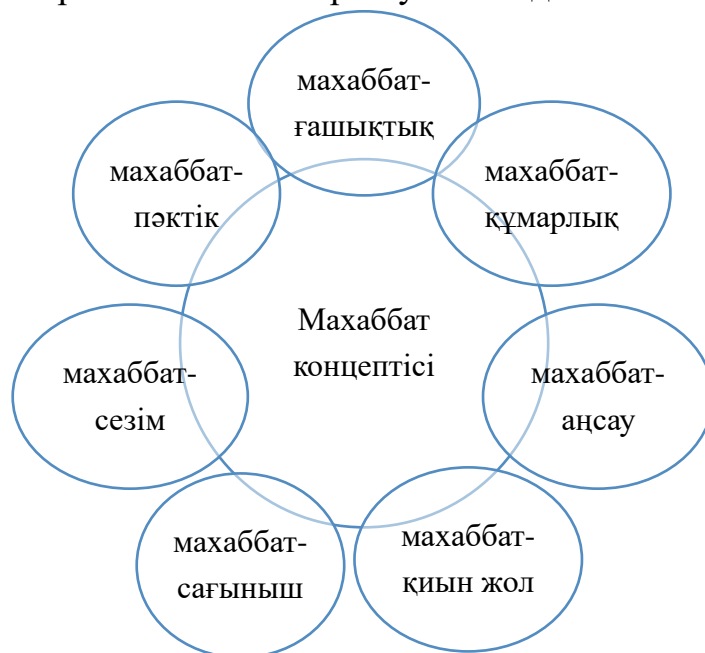 махаббат-
ғашықтық
махаббат-
пәктік
махаббат-
құмарлық
Махаббат
концептісі
махаббат-
сезім
махаббат-
аңсау
махаббат-
сағыныш
махаббат-
қиын жол